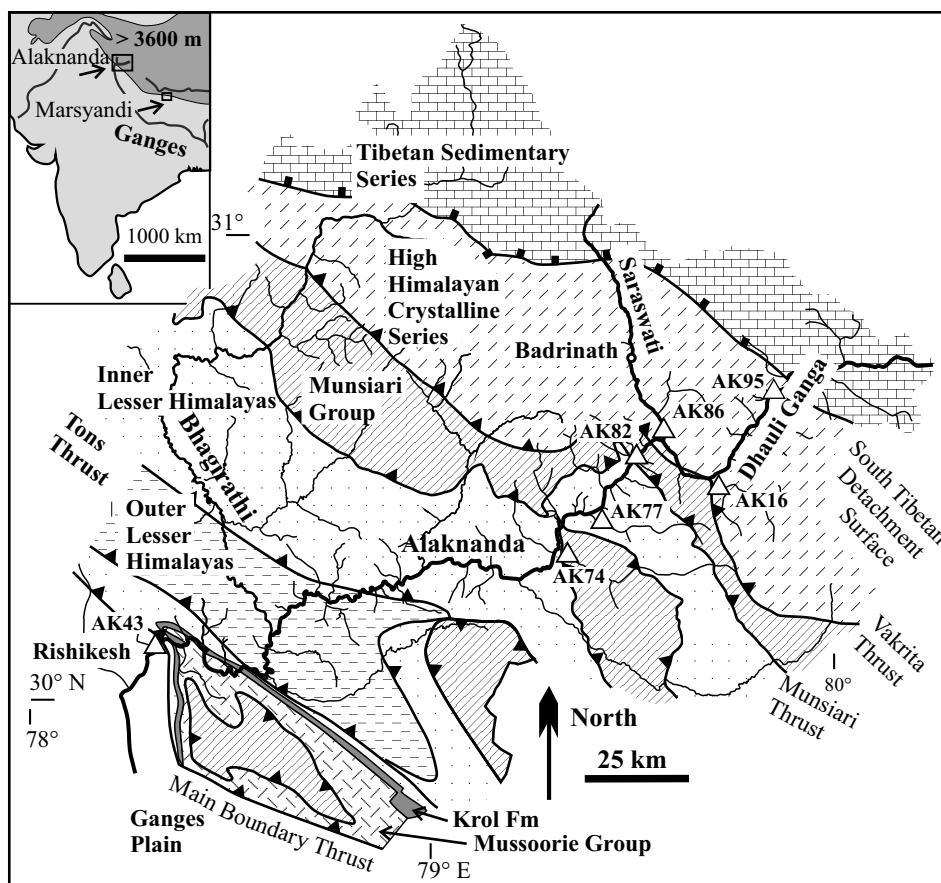 > 3600 m
Alaknanda
Marsyandi
Ganges
1000 km
Tibetan Sedimentary
Series
31°
High
Himalayan
Crystalline
Series
Saraswati
Badrinath
AK95
Inner
Lesser Himalayas
Munsiari
Group
AK86
AK82
Dhauli Ganga
Tons
Thrust
Bhagirathi
South Tibetan
Detachment
Surface
AK16
Outer
Lesser
Himalayas
AK77
Alaknanda
AK74
AK43
Rishikesh
Vakrita
Thrust
80°
Munsiari
Thrust
30° N
78°
North
25 km
Main Boundary Thrust
Ganges
Plain
Krol Fm
Mussoorie Group
79° E